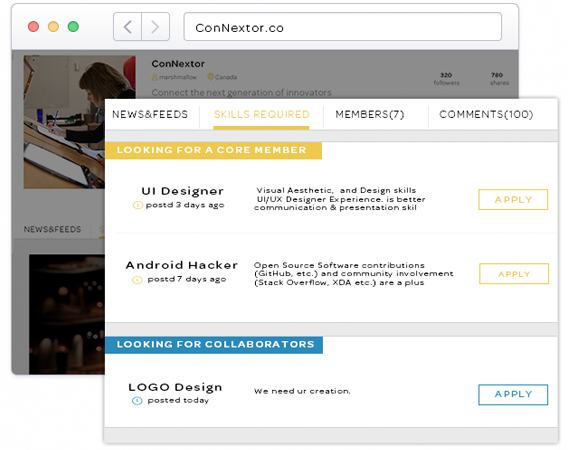 ConNextor.co
ConNextor
marshmallow Canada
Connect the next generation of innovators
320 followers
780 shares
NEWS&FEEDS SKILLS REQUIRED MEMBERS(7) COMMENTS(100)
LOOKING FOR A CORE MEMBER
UI Designer
postd 3 days ago
Visual Aesthetic, and Design skills
UI/UX Designer Experience. is better
communication & presentation skil
APPLY
Android Hacker
postd 7 days ago
Open Source Software contributions
(GitHub, etc.) and community involvement
(Stack Overflow, XDA etc.) are a plus
APPLY
NEWS&FEEDS
LOOKING FOR COLLABORATORS
LOGO Design
posted today
We need ur creation.
APPLY